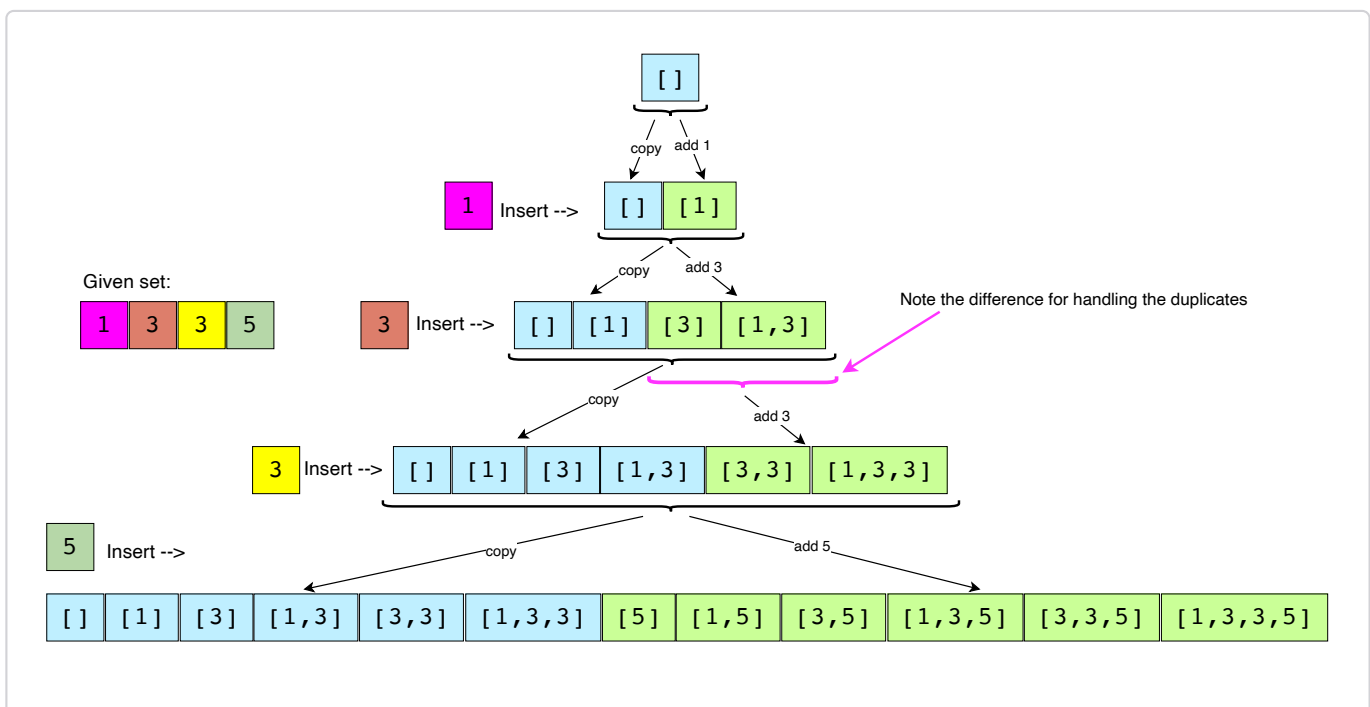 []
copy
add 1
1 Insert --> [] [1]
copy
add 3
Given set:
1 3 3 5
3 Insert --> [] [1] [3] [1,3]
Note the difference for handling the duplicates
copy
add 3
3 Insert --> [] [1] [3] [1,3] [3,3] [1,3,3]
5 Insert -->
copy
add 5
[] [1] [3] [1,3] [3,3] [1,3,3] [5] [1,5] [3,5] [1,3,5] [3,3,5] [1,3,3,5]